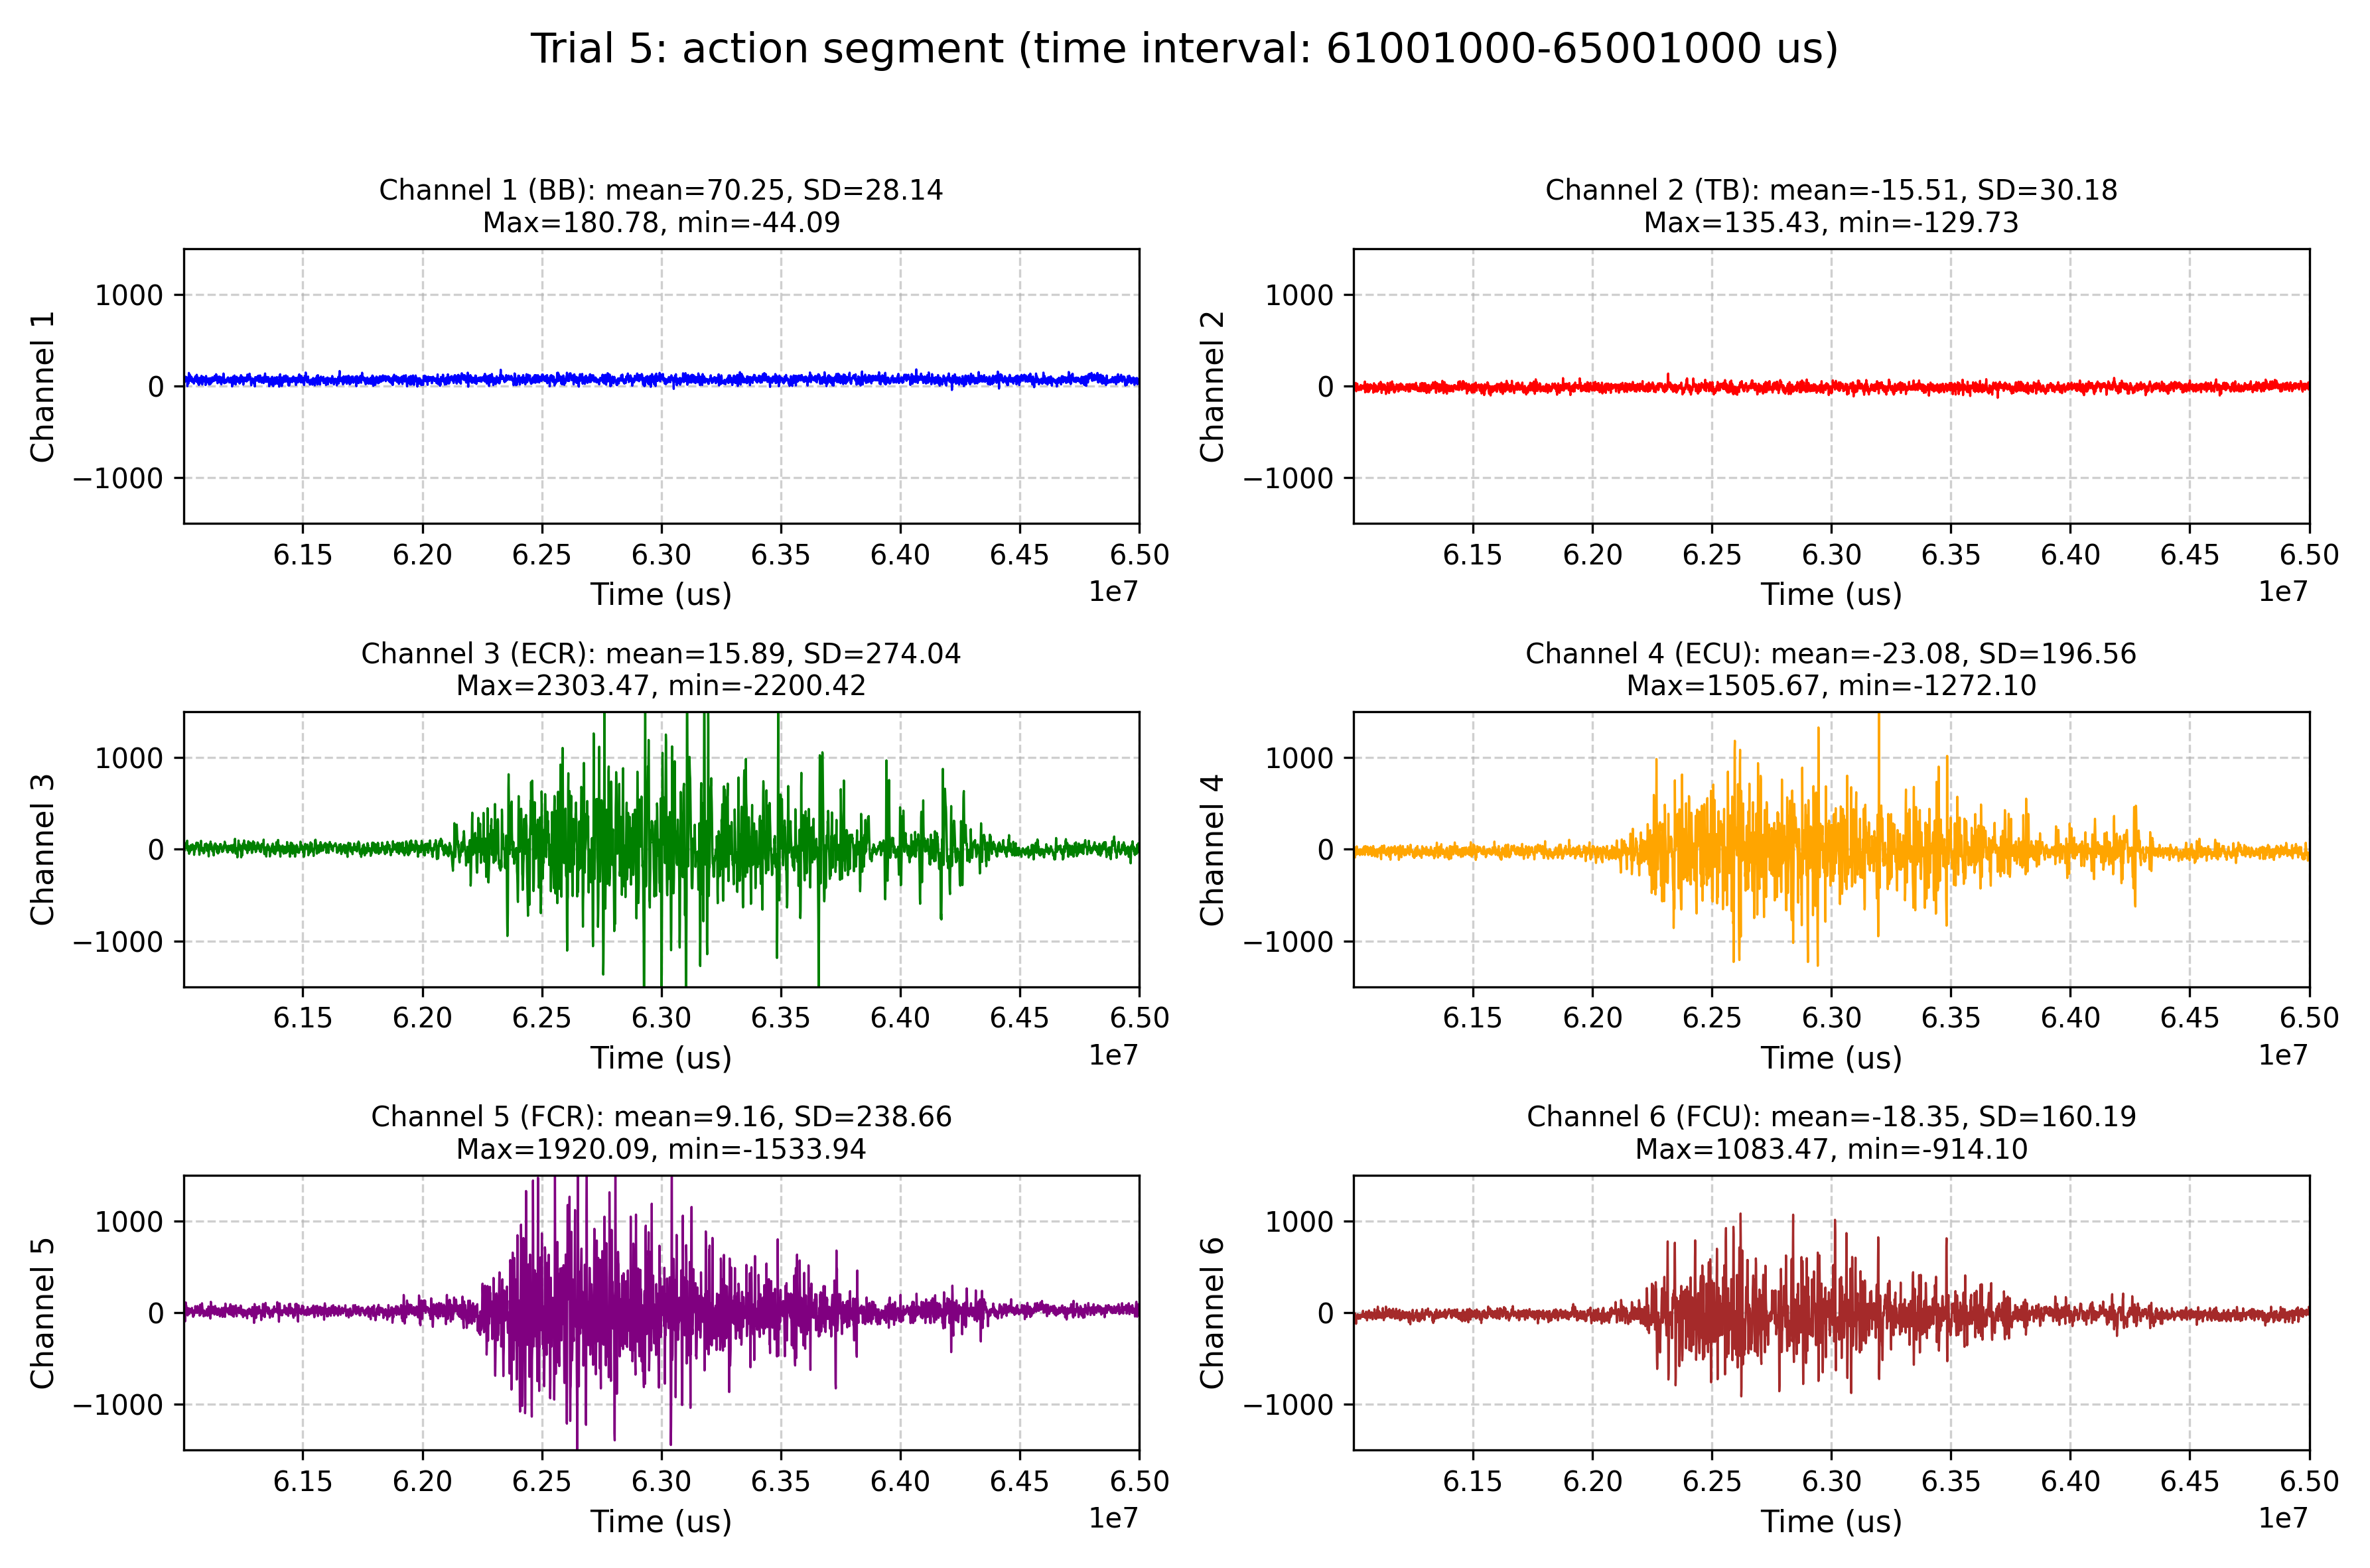 Trial 5: action segment (time interval: 61001000-65001000 us)
Channel 1 (BB): mean=70.25, SD=28.14
Max=180.78, min=-44.09
Channel 1
1000
0
−1000
6.15 6.20 6.25 6.30 6.35 6.40 6.45 6.50
Time (us)
1e7
Channel 2 (TB): mean=-15.51, SD=30.18
Max=135.43, min=-129.73
Channel 2
1000
0
−1000
6.15 6.20 6.25 6.30 6.35 6.40 6.45 6.50
Time (us)
1e7
Channel 3 (ECR): mean=15.89, SD=274.04
Max=2303.47, min=-2200.42
Channel 3
1000
0
−1000
6.15 6.20 6.25 6.30 6.35 6.40 6.45 6.50
Time (us)
1e7
Channel 4 (ECU): mean=-23.08, SD=196.56
Max=1505.67, min=-1272.10
Channel 4
1000
0
−1000
6.15 6.20 6.25 6.30 6.35 6.40 6.45 6.50
Time (us)
1e7
Channel 5 (FCR): mean=9.16, SD=238.66
Max=1920.09, min=-1533.94
Channel 5
1000
0
−1000
6.15 6.20 6.25 6.30 6.35 6.40 6.45 6.50
Time (us)
1e7
Channel 6 (FCU): mean=-18.35, SD=160.19
Max=1083.47, min=-914.10
Channel 6
1000
0
−1000
6.15 6.20 6.25 6.30 6.35 6.40 6.45 6.50
Time (us)
1e7